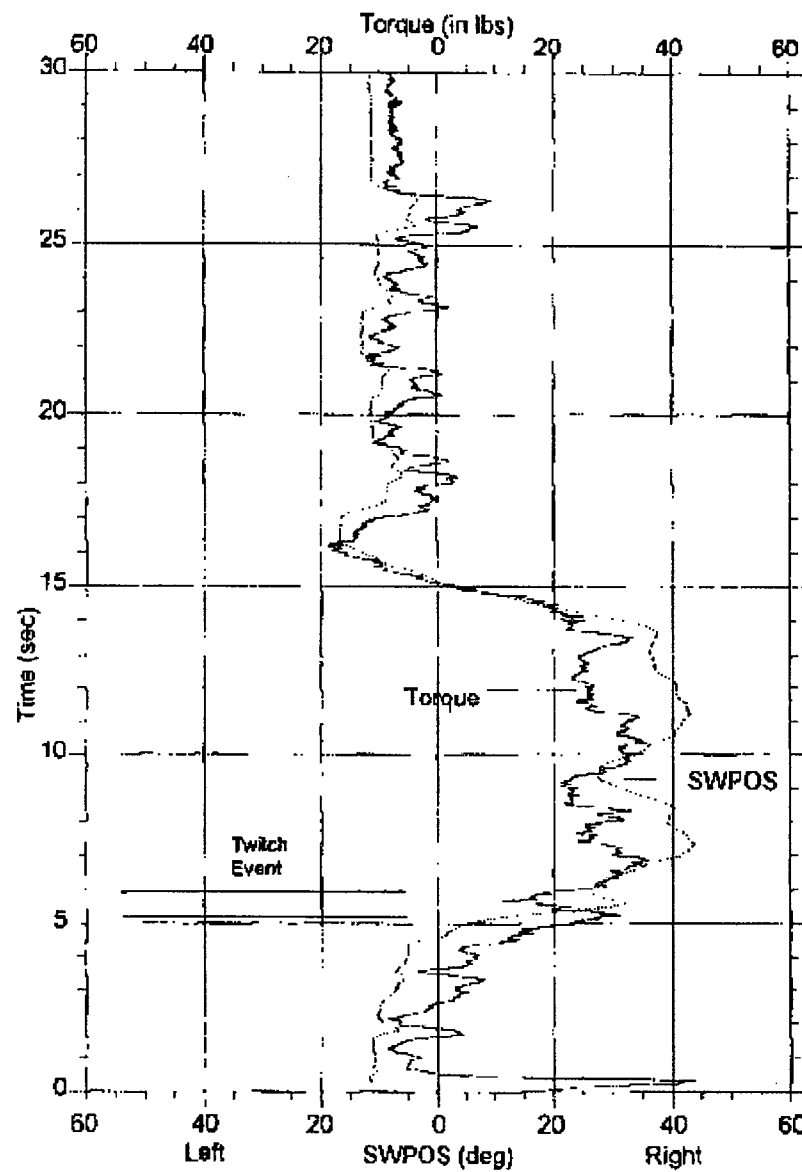 Torque (in lbs)
60 40 20 0 20 40 60
30
25
20
15
10
5
0
Time (sec)
Torque
SWPOS
Twitch
Event
60 40 20 0 20 40 60
Left SWPOS (deg) Right